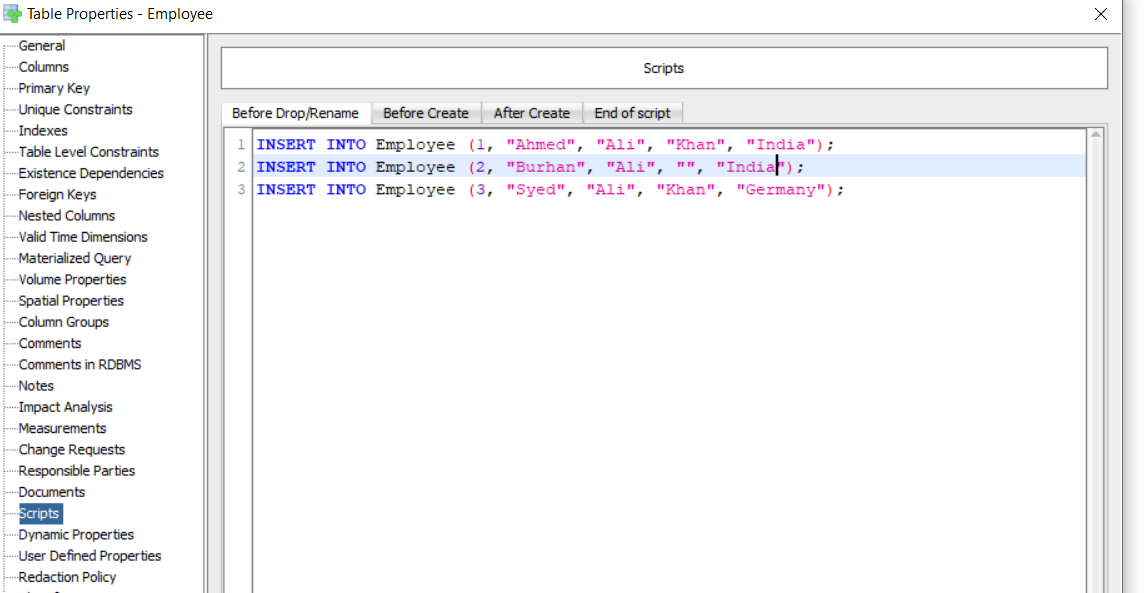 Table Properties - Employee
General
Columns
Primary Key
Unique Constraints
Indexes
Table Level Constraints
Existence Dependencies
Foreign Keys
Nested Columns
Valid Time Dimensions
Materialized Query
Volume Properties
Spatial Properties
Column Groups
Comments
Comments in RDBMS
Notes
Impact Analysis
Measurements
Change Requests
Responsible Parties
Documents
Scripts
Dynamic Properties
User Defined Properties
Redaction Policy
Scripts
Before Drop/Rename Before Create After Create End of script
1 INSERT INTO Employee (1, "Ahmed", "Ali", "Khan", "India");
2 INSERT INTO Employee (2, "Burhan", "Ali", "", "India");
3 INSERT INTO Employee (3, "Syed", "Ali", "Khan", "Germany");